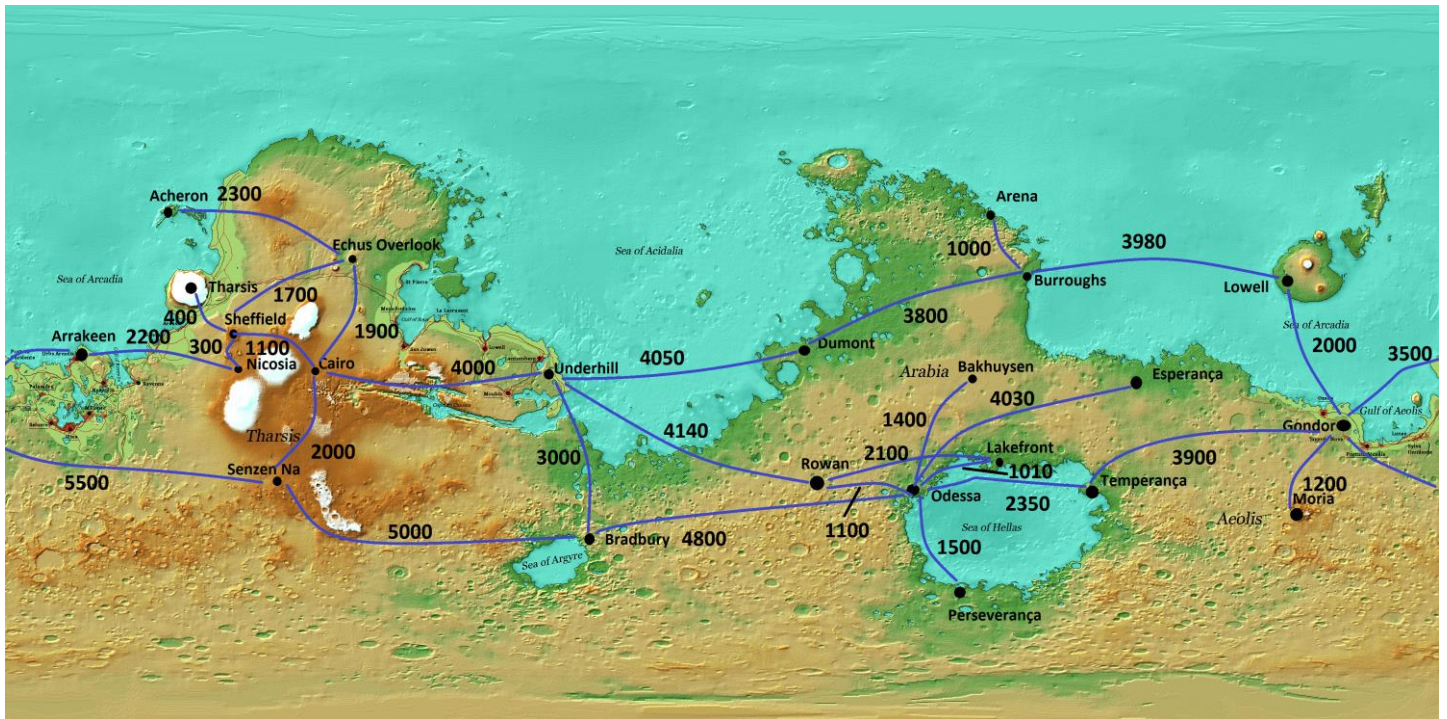 Acheron
2300
Arena
Echus Overlook
Sea of Acidalia
1000
3980
Sea of Arcadia
Tharsis
1700
Burroughs
Lowell
400
Sheffield
Sea of Arcadia
3800
Arrakeen
2200
300
1100
1900
Dumont
2000
3500
Nicosia
Cairo
4000
Underhill
4050
Arabia
Bakhuysen
Esperança
4030
Gulf of Aeolis
1400
Gondor
Tharsis
4140
2000
3000
2100
Lakefront
3900
Senzen Na
Rowan
1010
Temperança
1200
5500
Odessa
2350
Moria
Aeolis
5000
Bradbury
4800
1100
Sea of Hellas
1500
Sea of Argyre
Perseverança